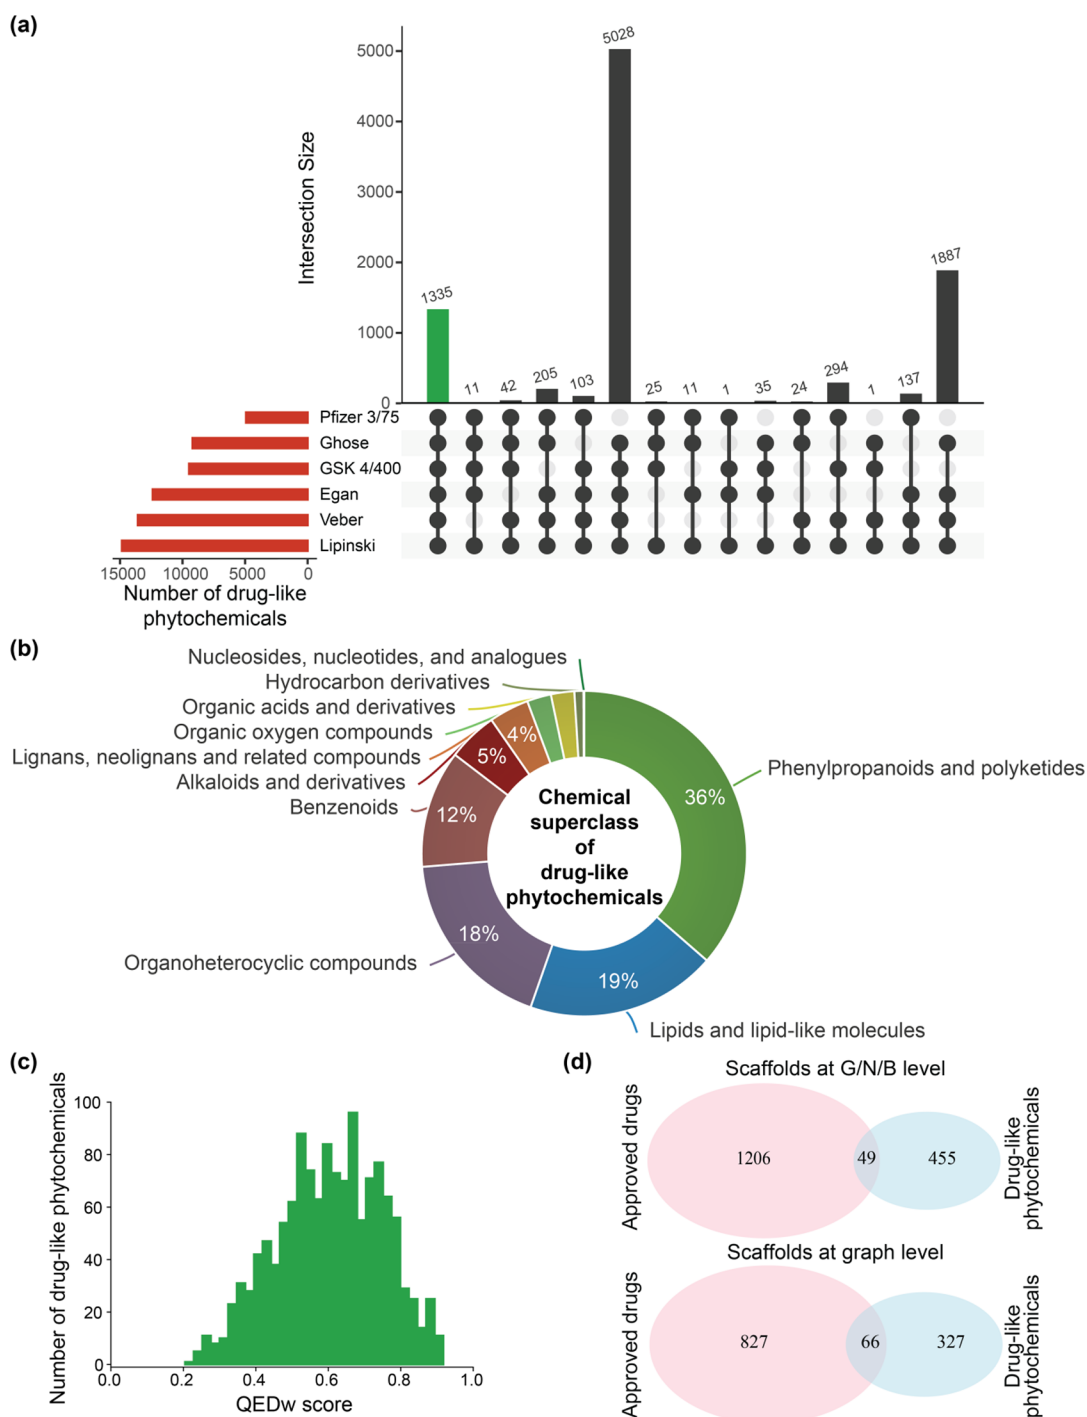 (a)
5028
5000
4000
3000
2000
1000
0
Intersection Size
1335
11
42
205
103
25
11
1
35
24
294
1
137
1887
Pfizer 3/75
Ghose
GSK 4/400
Egan
Veber
Lipinski
15000 10000 5000 0
Number of drug-like
phytochemicals
(b)
Nucleosides, nucleotides, and analogues
Hydrocarbon derivatives
Organic acids and derivatives
Organic oxygen compounds
Lignans, neolignans and related compounds
Alkaloids and derivatives
Benzenoids
Organoheterocyclic compounds
Phenylpropanoids and polyketides
Lipids and lipid-like molecules
4%
5%
12%
18%
19%
36%
Chemical
superclass
of
drug-like
phytochemicals
(c)
Number of drug-like phytochemicals
100
80
60
40
20
0
0.0 0.2 0.4 0.6 0.8 1.0
QEDw score
(d)
Scaffolds at G/N/B level
Approved drugs
1206
49
455
Drug-like
phytochemicals
Scaffolds at graph level
Approved drugs
827
66
327
Drug-like
phytochemicals